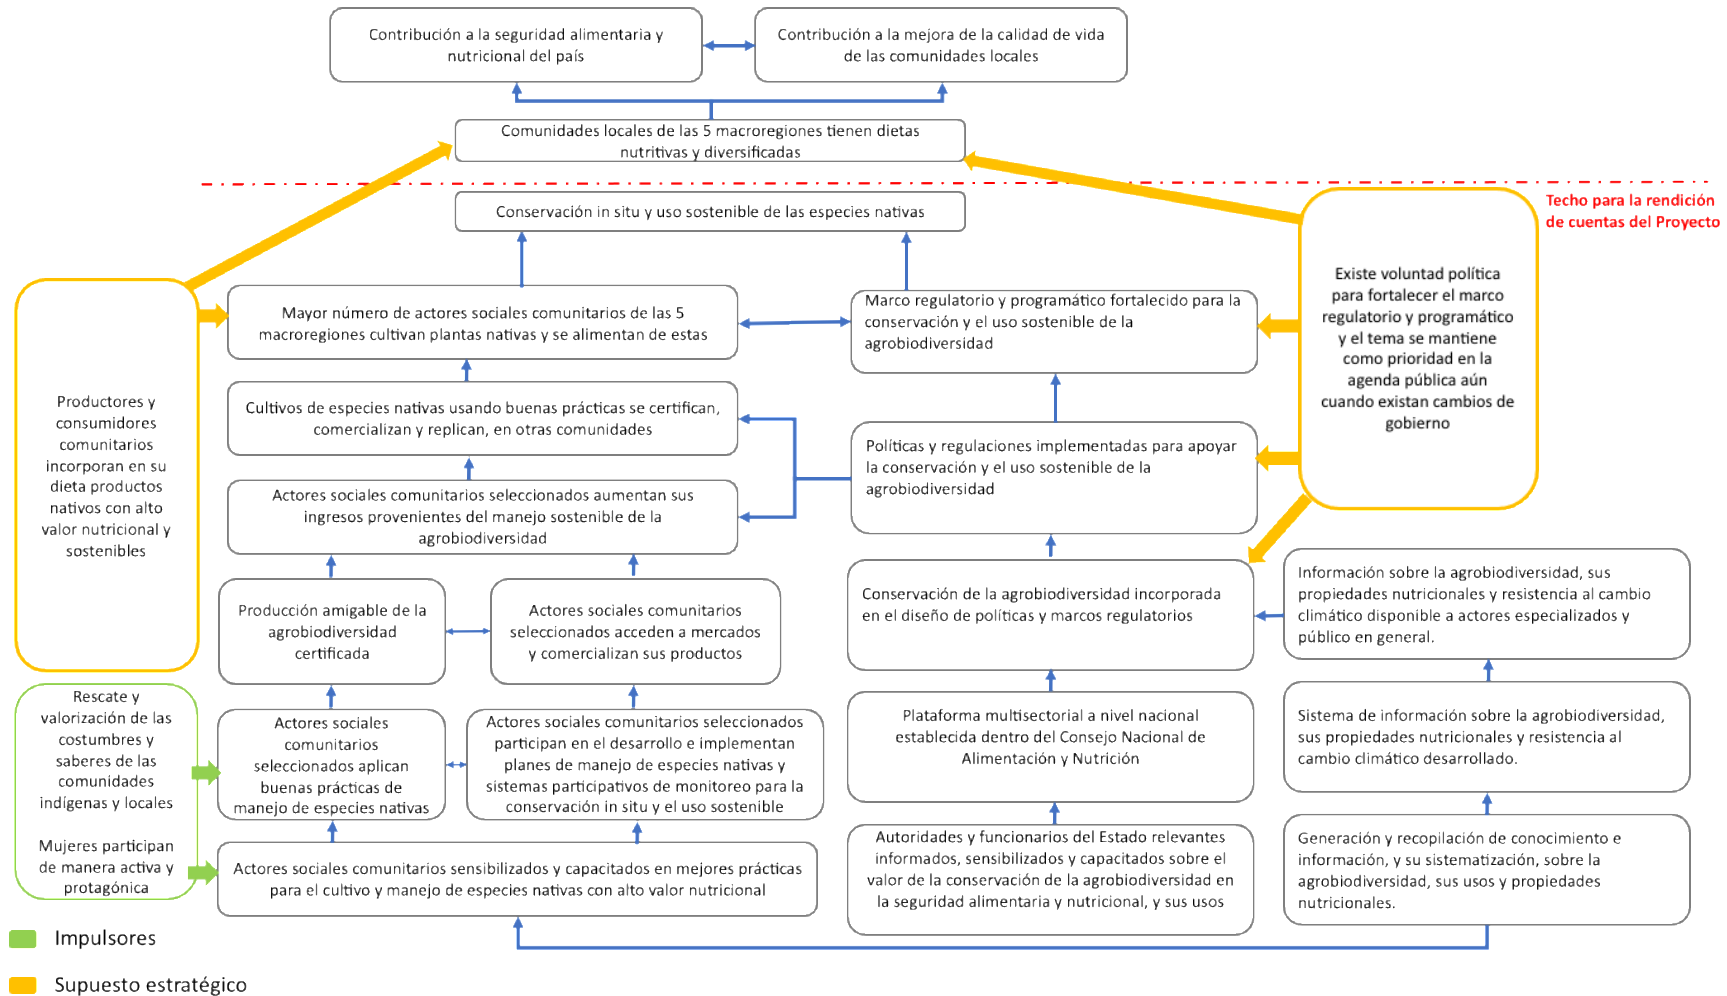 Contribución a la seguridad alimentaria y
nutricional del país
Contribución a la mejora de la calidad de vida
de las comunidades locales
Comunidades locales de las 5 macroregiones tienen dietas
nutritivas y diversificadas
Techo para la rendición
de cuentas del Proyecto
Conservación in situ y uso sostenible de las especies nativas
Existe voluntad política
para fortalecer el marco
regulatorio y programático
y el tema se mantiene
como prioridad en la
agenda pública aún
cuando existan cambios de
gobierno
Mayor número de actores sociales comunitarios de las 5
macroregiones cultivan plantas nativas y se alimentan de estas
Marco regulatorio y programático fortalecido para la
conservación y el uso sostenible de la
agrobiodiversidad
Productores y
consumidores
comunitarios
incorporan en su
dieta productos
nativos con alto
valor nutricional y
sostenibles
Cultivos de especies nativas usando buenas prácticas se certifican,
comercializan y replican, en otras comunidades
Políticas y regulaciones implementadas para apoyar
la conservación y el uso sostenible de la
agrobiodiversidad
Actores sociales comunitarios seleccionados aumentan sus
ingresos provenientes del manejo sostenible de la
agrobiodiversidad
Producción amigable de la
agrobiodiversidad
certificada
Actores sociales comunitarios
seleccionados acceden a mercados
y comercializan sus productos
Conservación de la agrobiodiversidad incorporada
en el diseño de políticas y marcos regulatorios
Información sobre la agrobiodiversidad, sus
propiedades nutricionales y resistencia al cambio
climático disponible a actores especializados y
público en general.
Rescate y
valorización de las
costumbres y
saberes de las
comunidades
indígenas y locales
Mujeres participan
de manera activa y
protagónica
Actores sociales
comunitarios
seleccionados aplican
buenas prácticas de
manejo de especies nativas
Actores sociales comunitarios seleccionados
participan en el desarrollo e implementan
planes de manejo de especies nativas y
sistemas participativos de monitoreo para la
conservación in situ y el uso sostenible
Plataforma multisectorial a nivel nacional
establecida dentro del Consejo Nacional de
Alimentación y Nutrición
Sistema de información sobre la agrobiodiversidad,
sus propiedades nutricionales y resistencia al
cambio climático desarrollado.
Actores sociales comunitarios sensibilizados y capacitados en mejores prácticas
para el cultivo y manejo de especies nativas con alto valor nutricional
Autoridades y funcionarios del Estado relevantes
informados, sensibilizados y capacitados sobre el
valor de la conservación de la agrobiodiversidad en
la seguridad alimentaria y nutricional, y sus usos
Generación y recopilación de conocimiento e
información, y su sistematización, sobre la
agrobiodiversidad, sus usos y propiedades
nutricionales.
Impulsores
Supuesto estratégico